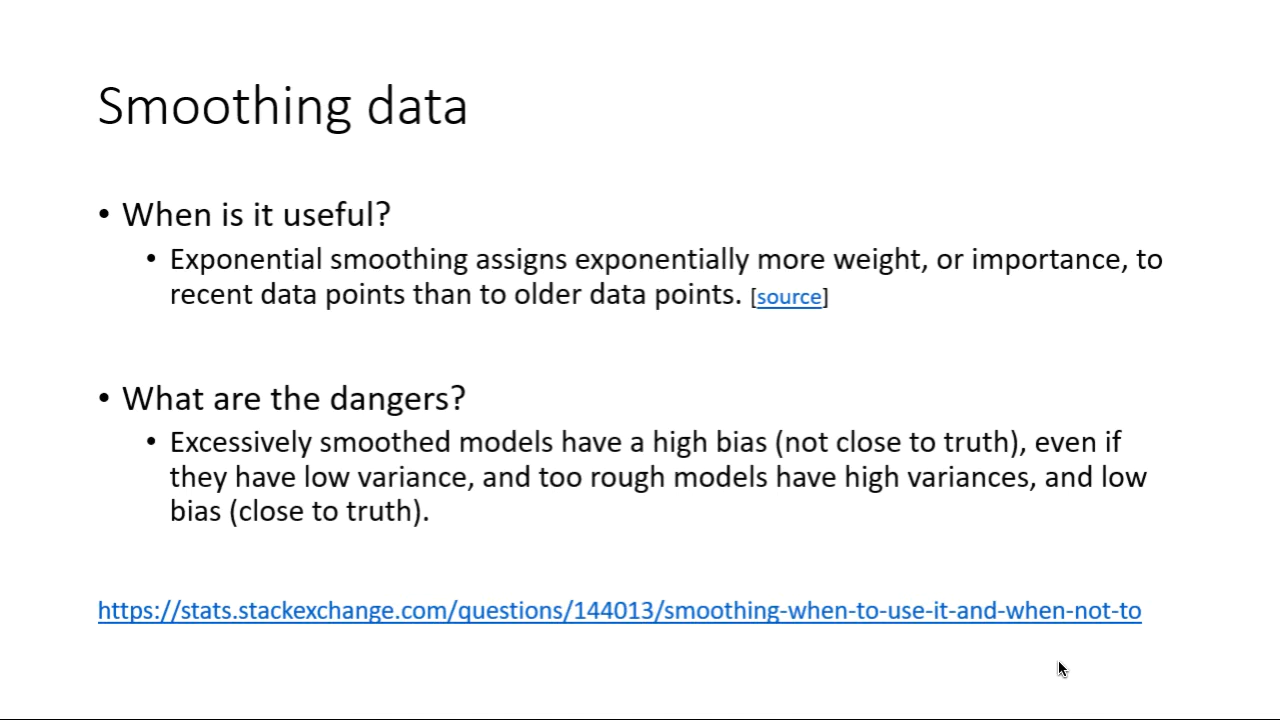 Smoothing data
• When is it useful?
• Exponential smoothing assigns exponentially more weight, or importance, to
recent data points than to older data points. [source]
• What are the dangers?
• Excessively smoothed models have a high bias (not close to truth), even if
they have low variance, and too rough models have high variances, and low
bias (close to truth).
https://stats.stackexchange.com/questions/144013/smoothing-when-to-use-it-and-when-not-to